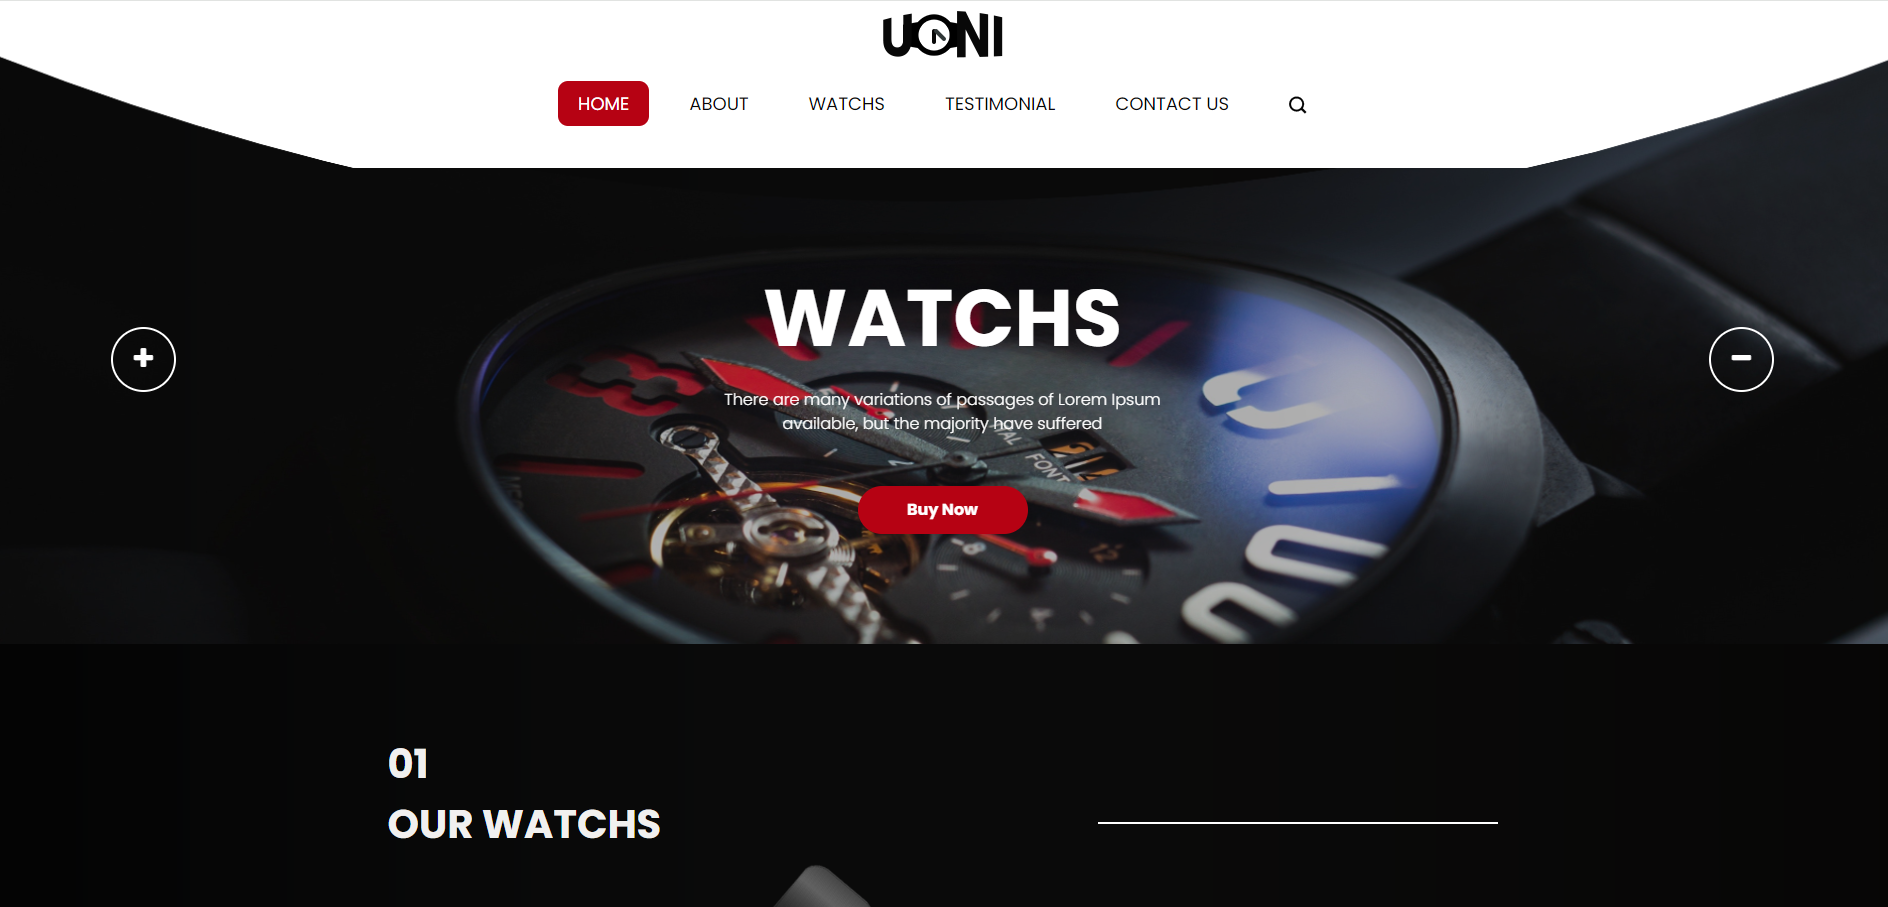 UONI
HOME ABOUT WATCHS TESTIMONIAL CONTACT US
WATCHS
There are many variations of passages of Lorem Ipsum
available, but the majority have suffered
FONT
Buy Now
01
OUR WATCHS